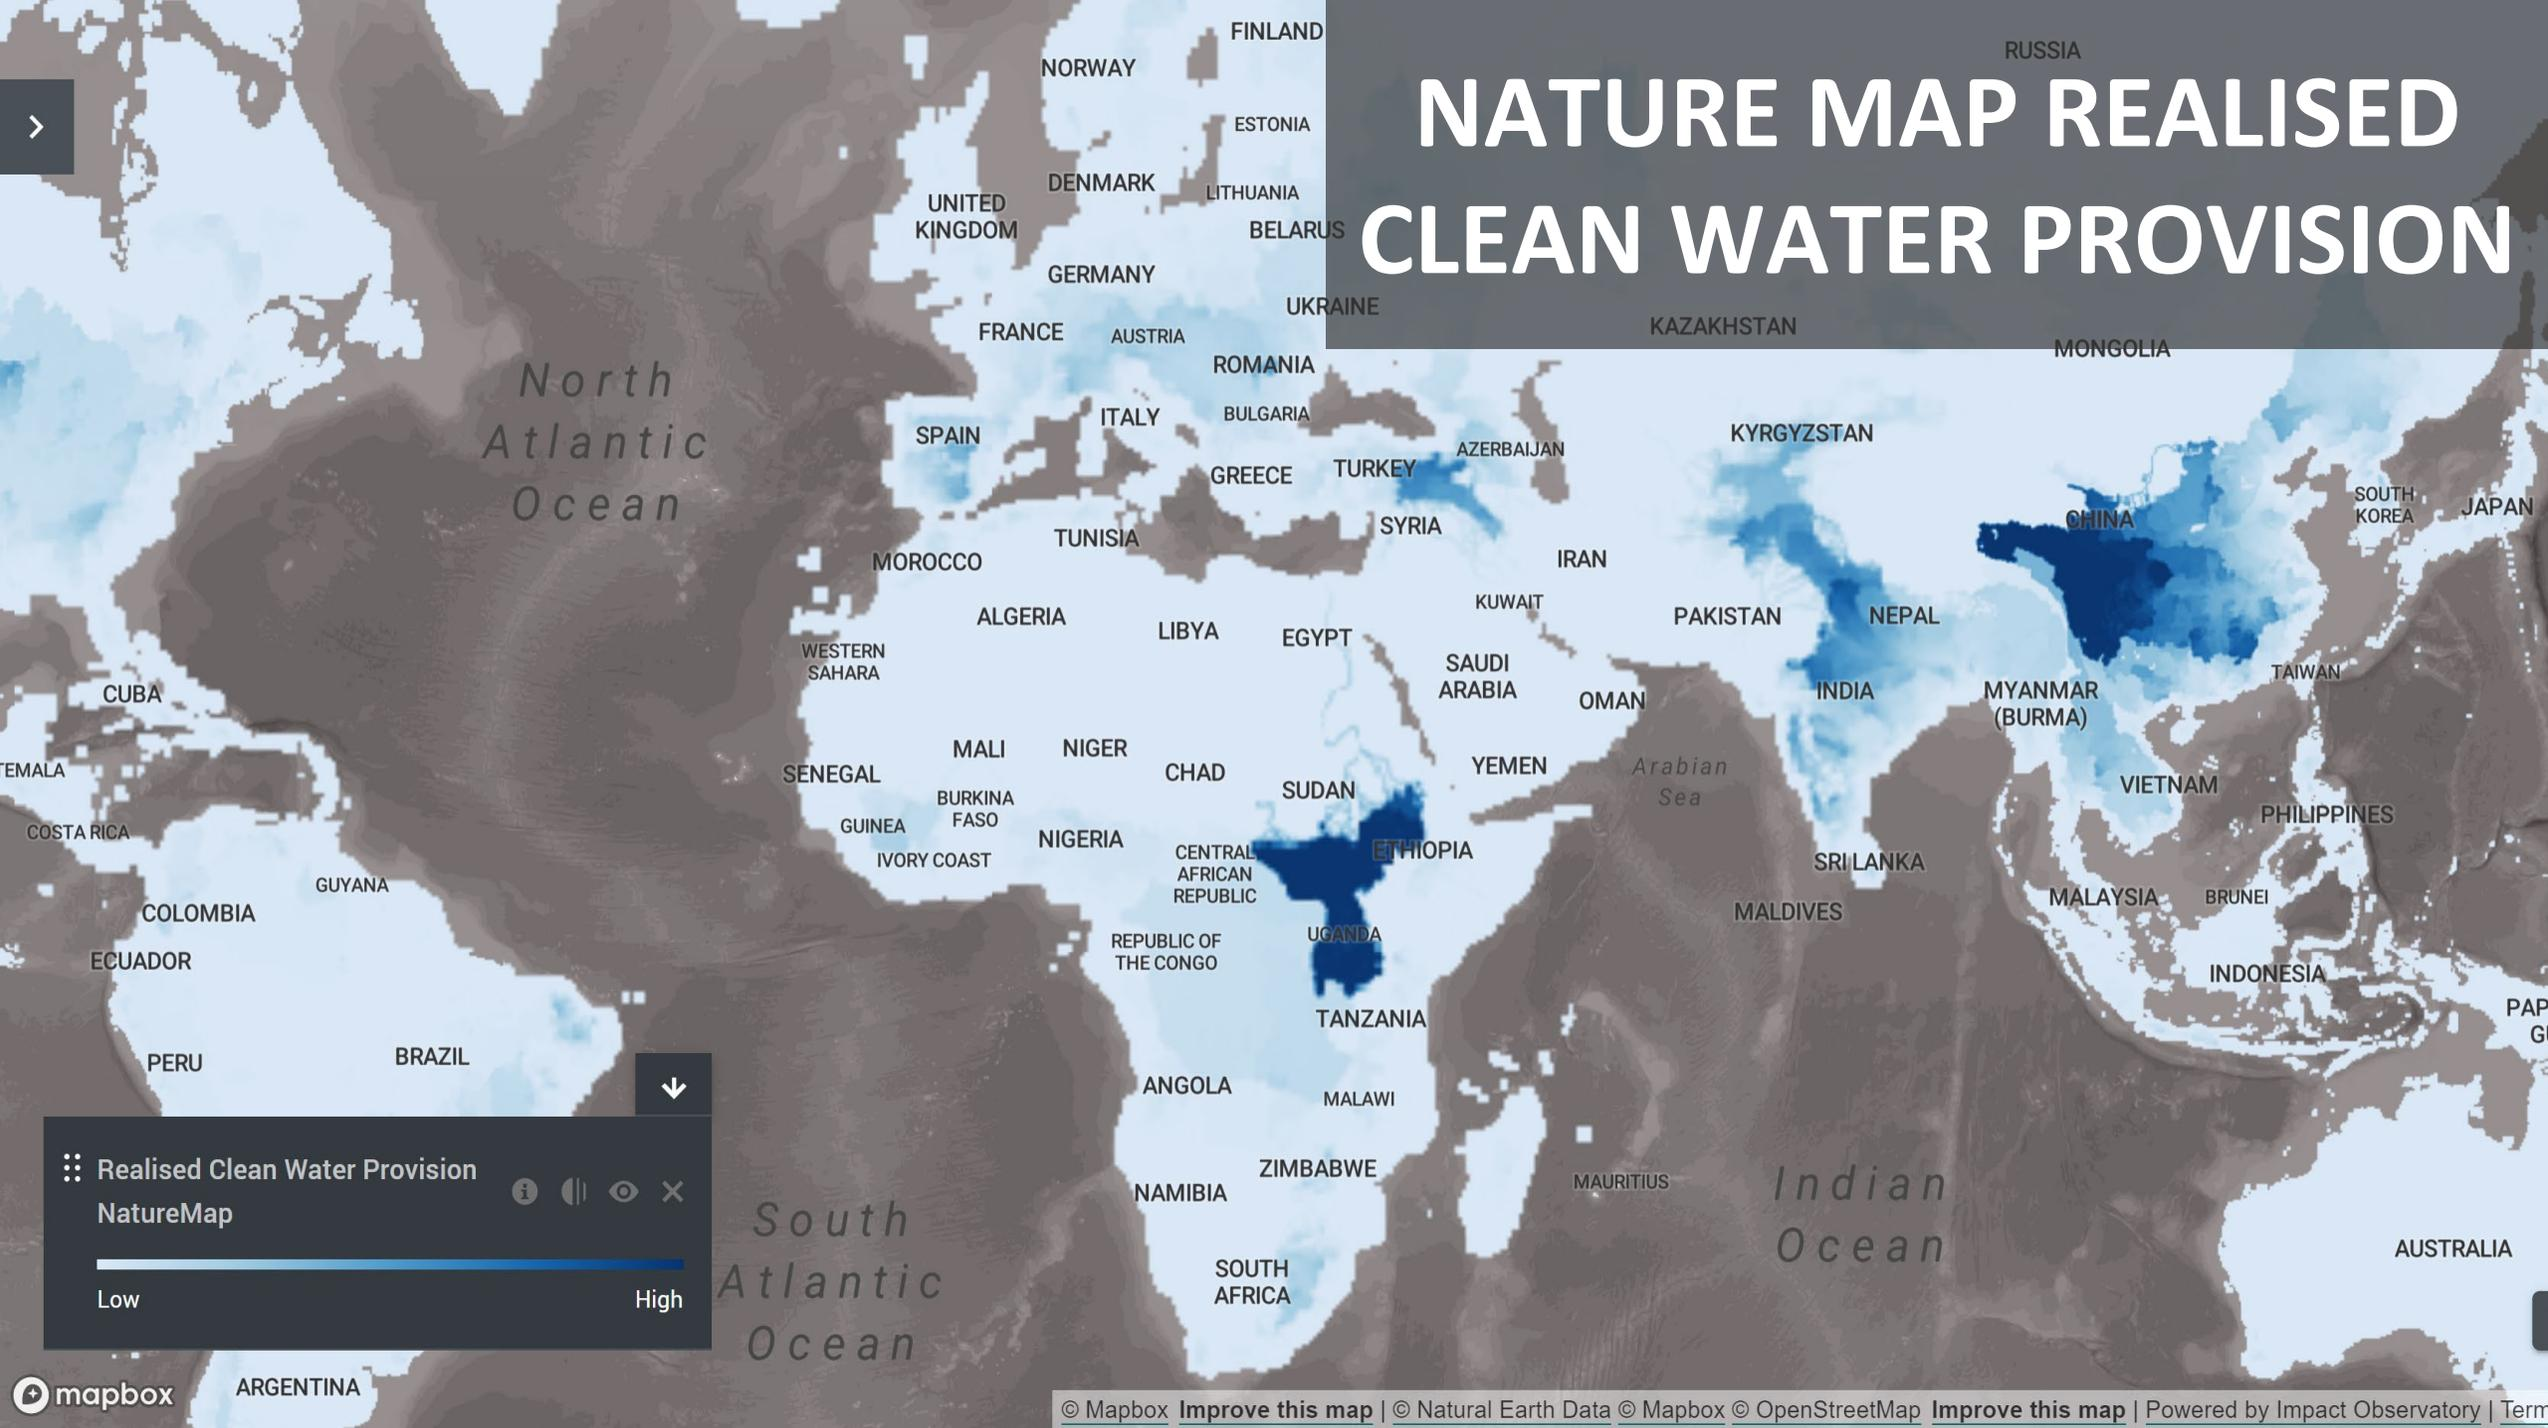 NATURE MAP REALISED
CLEAN WATER PROVISION
FINLAND
RUSSIA
NORWAY
ESTONIA
DENMARK
LITHUANIA
UNITED
KINGDOM
BELARUS
GERMANY
UKRAINE
FRANCE
AUSTRIA
KAZAKHSTAN
MONGOLIA
ROMANIA
North
Atlantic
Ocean
ITALY
BULGARIA
SPAIN
KYRGYZSTAN
AZERBAIJAN
GREECE
TURKEY
SOUTH
KOREA
JAPAN
CHINA
SYRIA
TUNISIA
MOROCCO
IRAN
KUWAIT
ALGERIA
LIBYA
EGYPT
PAKISTAN
NEPAL
WESTERN
SAHARA
SAUDI
ARABIA
OMAN
TAIWAN
CUBA
INDIA
MYANMAR
(BURMA)
MALI
NIGER
CHAD
YEMEN
Arabian
Sea
TEMALA
SENEGAL
SUDAN
VIETNAM
BURKINA
FASO
PHILIPPINES
COSTA RICA
GUINEA
NIGERIA
IVORY COAST
CENTRAL
AFRICAN
REPUBLIC
ETHIOPIA
SRI LANKA
GUYANA
COLOMBIA
MALDIVES
MALAYSIA
BRUNEI
UGANDA
REPUBLIC OF
THE CONGO
ECUADOR
INDONESIA
PAP
GU
TANZANIA
PERU
BRAZIL
ANGOLA
MALAWI
ZIMBABWE
NAMIBIA
MAURITIUS
Indian
Ocean
South
Atlantic
Ocean
SOUTH
AFRICA
AUSTRALIA
Realised Clean Water Provision
NatureMap
Low High
ARGENTINA
mapbox
© Mapbox Improve this map | © Natural Earth Data © Mapbox © OpenStreetMap Improve this map | Powered by Impact Observatory | Tern